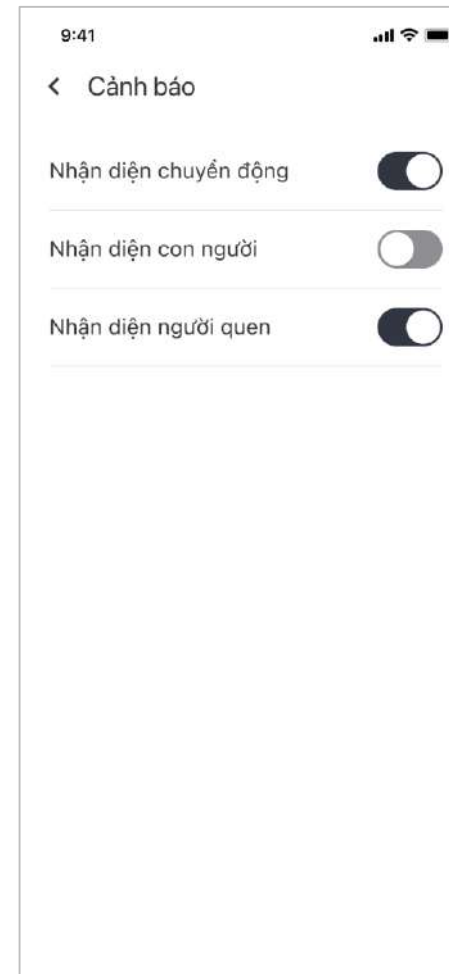 9:41
Cảnh báo
Nhận diện chuyển động
Nhận diện con người
Nhận diện người quen